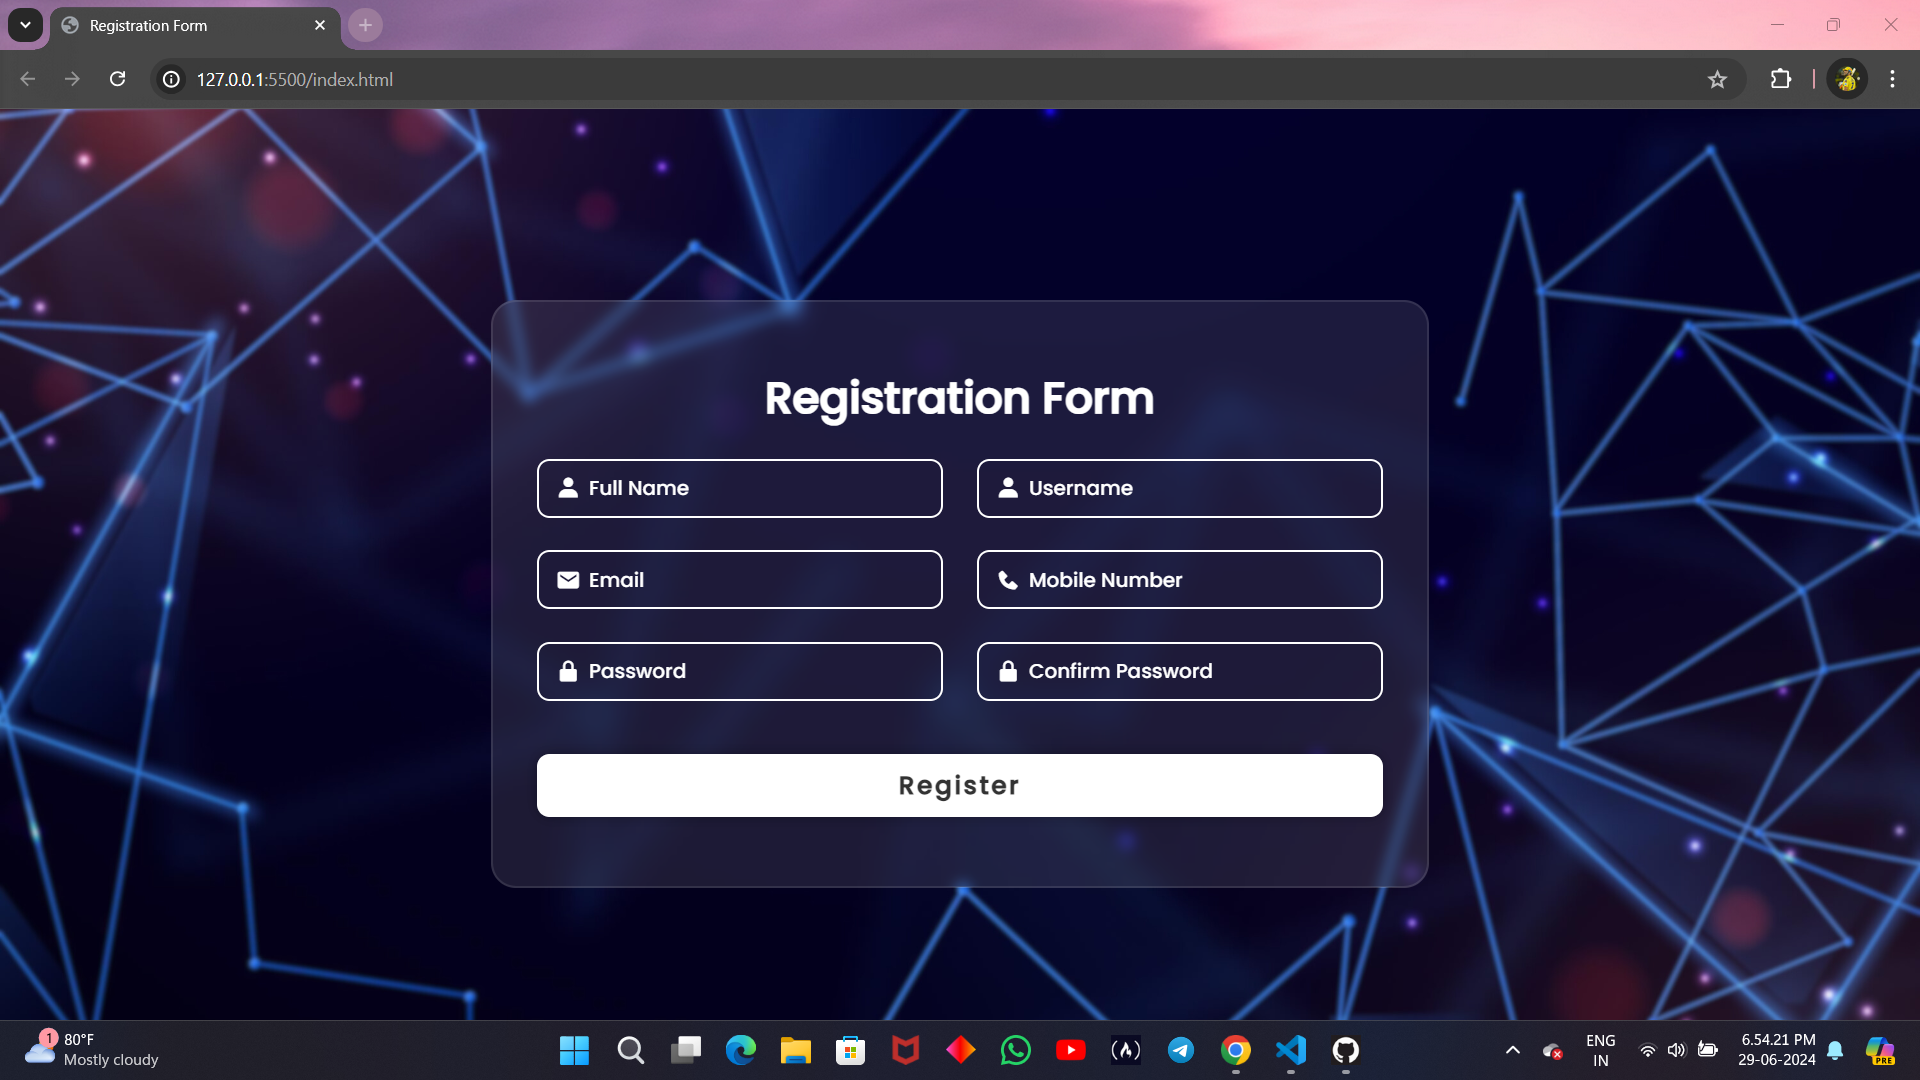 Registration Form
127.0.0.1:5500/index.html
Registration Form
Full Name
Username
Email
Mobile Number
Password
Confirm Password
Register
1
80°F
Mostly cloudy
ENG
IN
6.54.21 PM
29-06-2024
PRE